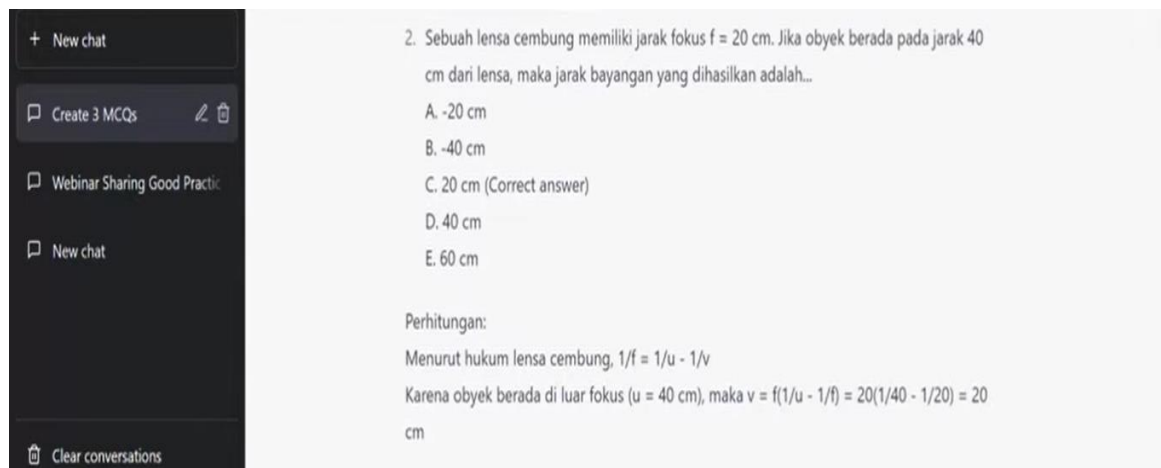 + New chat
Create 3 MCQs
Webinar Sharing Good Practic
New chat
Clear conversations
2. Sebuah lensa cembung memiliki jarak fokus f = 20 cm. Jika obyek berada pada jarak 40
cm dari lensa, maka jarak bayangan yang dihasilkan adalah...
A. -20 cm
B. -40 cm
C. 20 cm (Correct answer)
D. 40 cm
E. 60 cm
Perhitungan:
Menurut hukum lensa cembung, 1/f = 1/u - 1/v
Karena obyek berada di luar fokus (u = 40 cm), maka v = f(1/u - 1/f) = 20(1/40 - 1/20) = 20
cm